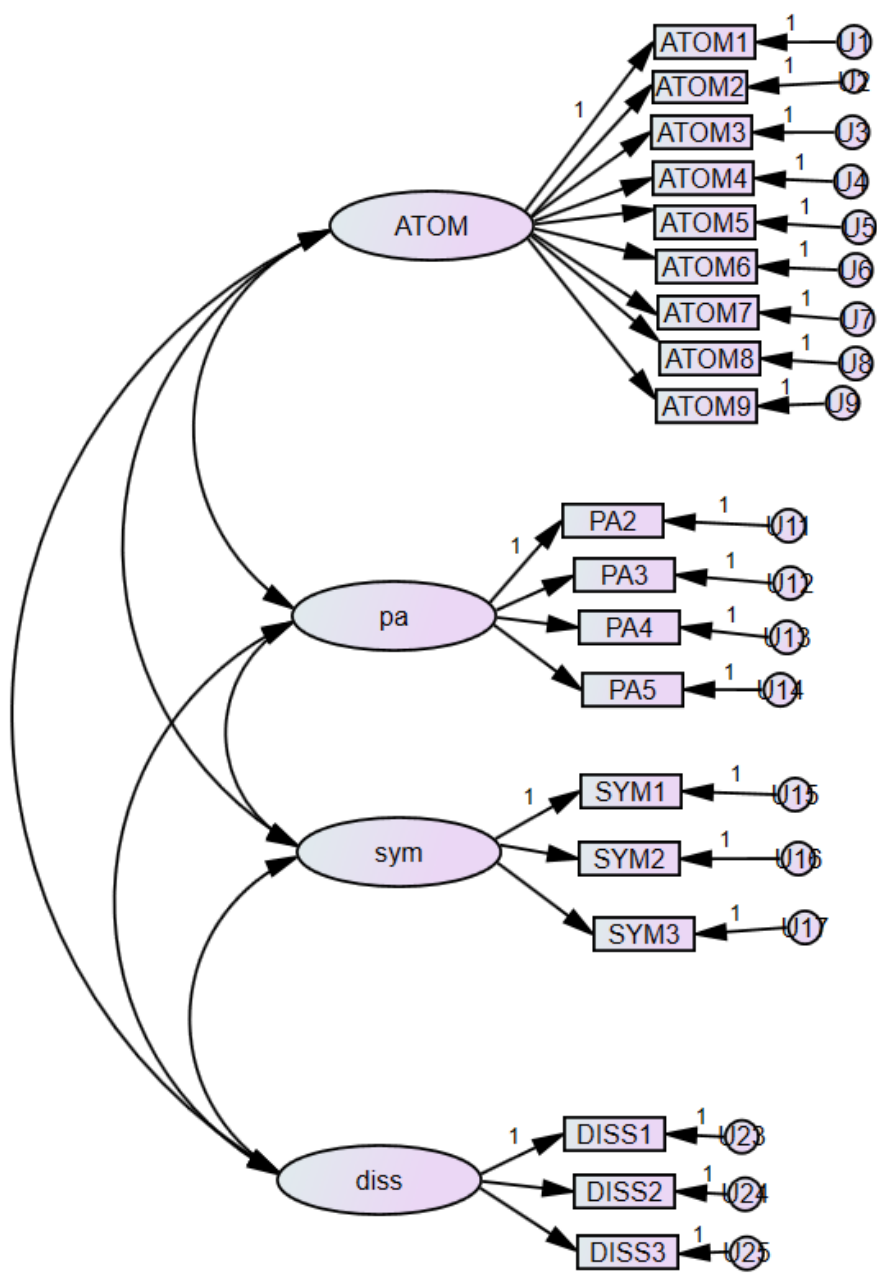 1
ATOM1
1
U1
ATOM2
1
U2
ATOM3
1
U3
ATOM4
1
U4
ATOM
ATOM5
1
U5
ATOM6
1
U6
ATOM7
1
U7
ATOM8
1
U8
ATOM9
1
U9
1
PA2
1
U11
PA3
1
U12
pa
PA4
1
U13
PA5
1
U14
1
SYM1
1
U15
sym
SYM2
1
U16
SYM3
1
U17
1
DISS1
1
U23
diss
DISS2
1
U24
DISS3
1
U25